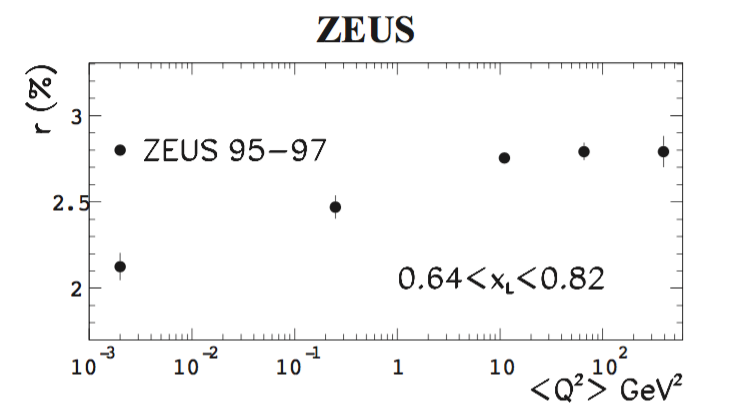 ZEUS
r (%)
3
ZEUS 95–97
2.5
0.64<x_L<0.82
2
10^-3 10^-2 10^-1 1 10 10^2
<Q^2> GeV^2